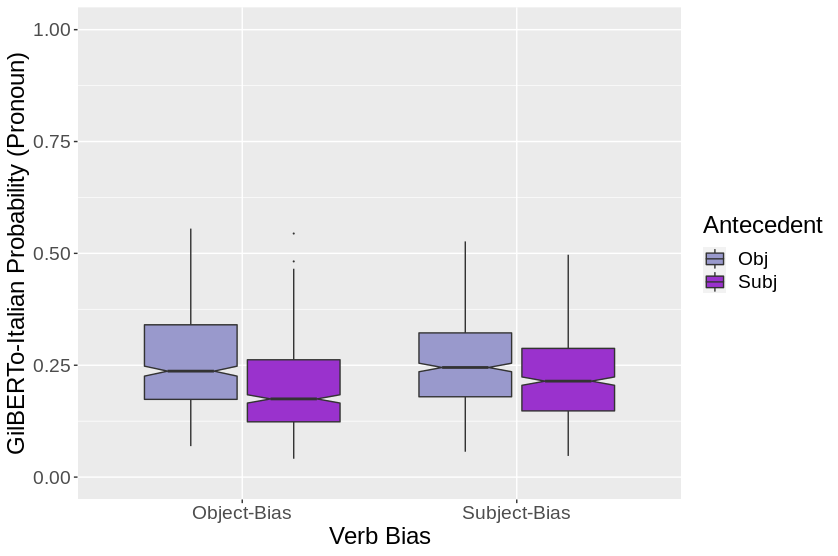 GilBERTo-Italian Probability (Pronoun)
1.00
0.75
0.50
0.25
0.00
Object-Bias
Subject-Bias
Verb Bias
Antecedent
Obj
Subj